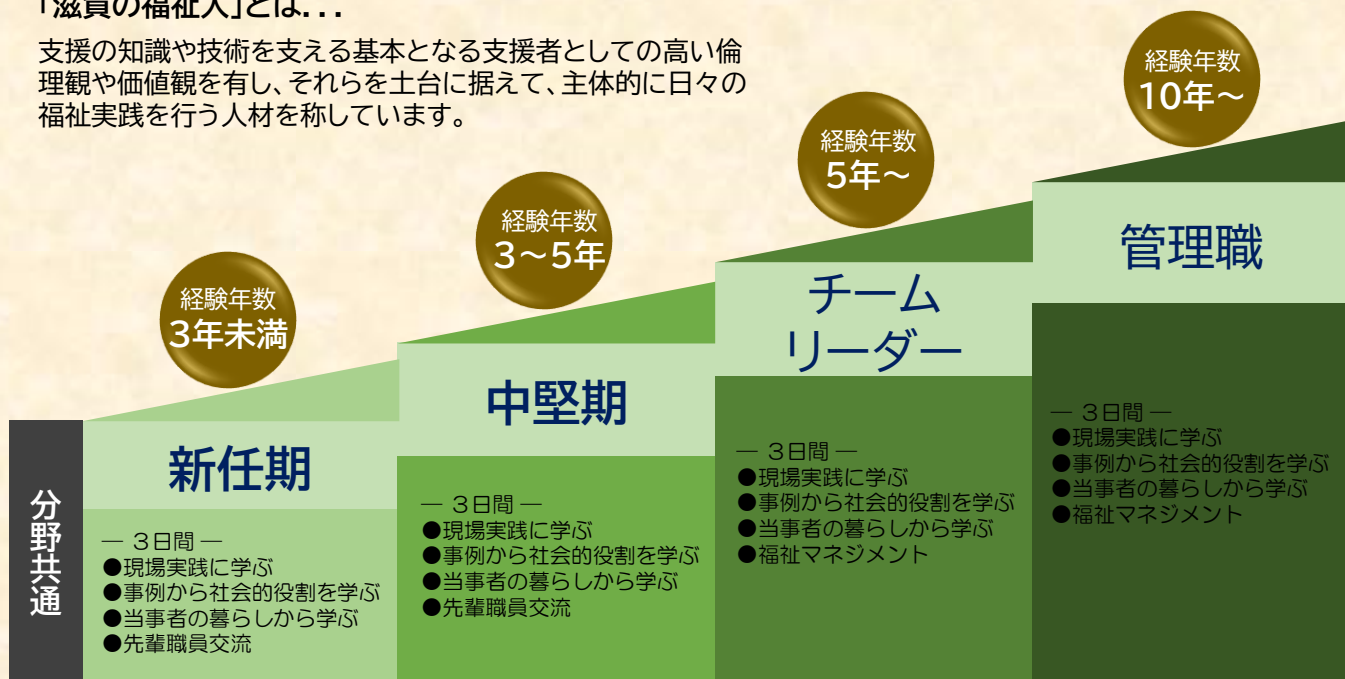 「滋賀の福祉人」とは...
支援の知識や技術を支える基本となる支援者としての高い倫
理観や価値観を有し、それらを土台に据えて、主体的に日々の
福祉実践を行う人材を称しています。
経験年数
3年未満
経験年数
3～5年
経験年数
5年～
経験年数
10年～
分野共通
新任期
― 3日間 ―
●現場実践に学ぶ
●事例から社会的役割を学ぶ
●当事者の暮らしから学ぶ
●先輩職員交流
中堅期
― 3日間 ―
●現場実践に学ぶ
●事例から社会的役割を学ぶ
●当事者の暮らしから学ぶ
●先輩職員交流
チーム
リーダー
― 3日間 ―
●現場実践に学ぶ
●事例から社会的役割を学ぶ
●当事者の暮らしから学ぶ
●福祉マネジメント
管理職
― 3日間 ―
●現場実践に学ぶ
●事例から社会的役割を学ぶ
●当事者の暮らしから学ぶ
●福祉マネジメント